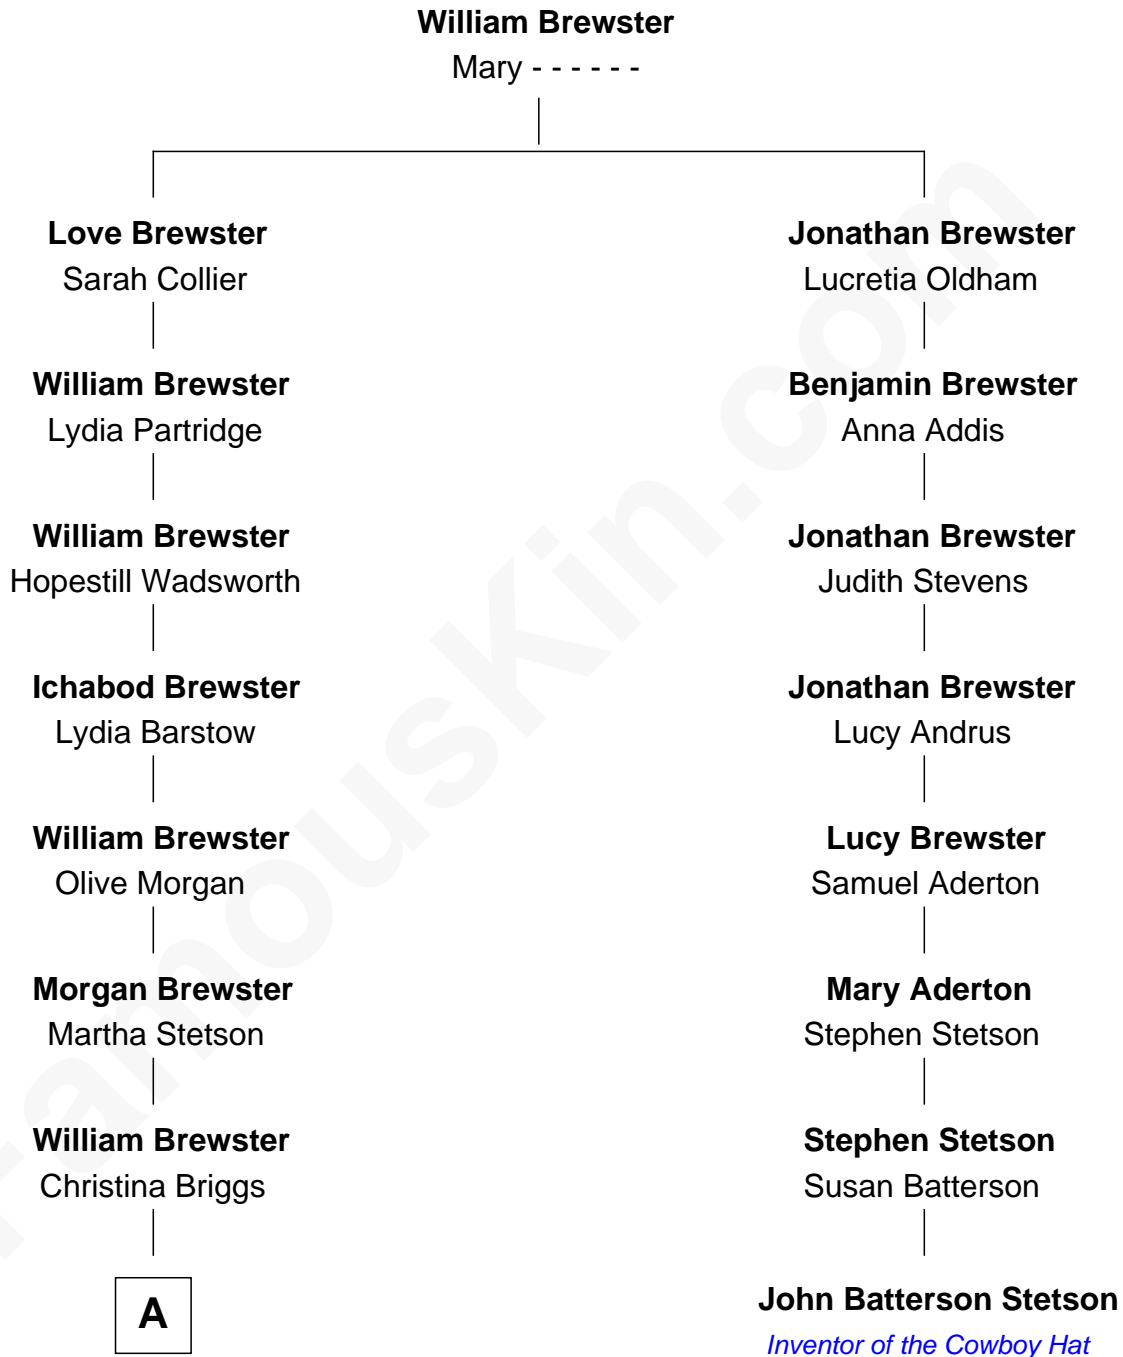 William Brewster
Mary - - - - - -
Love Brewster
Sarah Collier
William Brewster
Lydia Partridge
William Brewster
Hopestill Wadsworth
Ichabod Brewster
Lydia Barstow
William Brewster
Olive Morgan
Morgan Brewster
Martha Stetson
William Brewster
Christina Briggs
A
Jonathan Brewster
Lucretia Oldham
Benjamin Brewster
Anna Addis
Jonathan Brewster
Judith Stevens
Jonathan Brewster
Lucy Andrus
Lucy Brewster
Samuel Aderton
Mary Aderton
Stephen Stetson
Stephen Stetson
Susan Batterson
John Batterson Stetson
Inventor of the Cowboy Hat
FamousKin.com